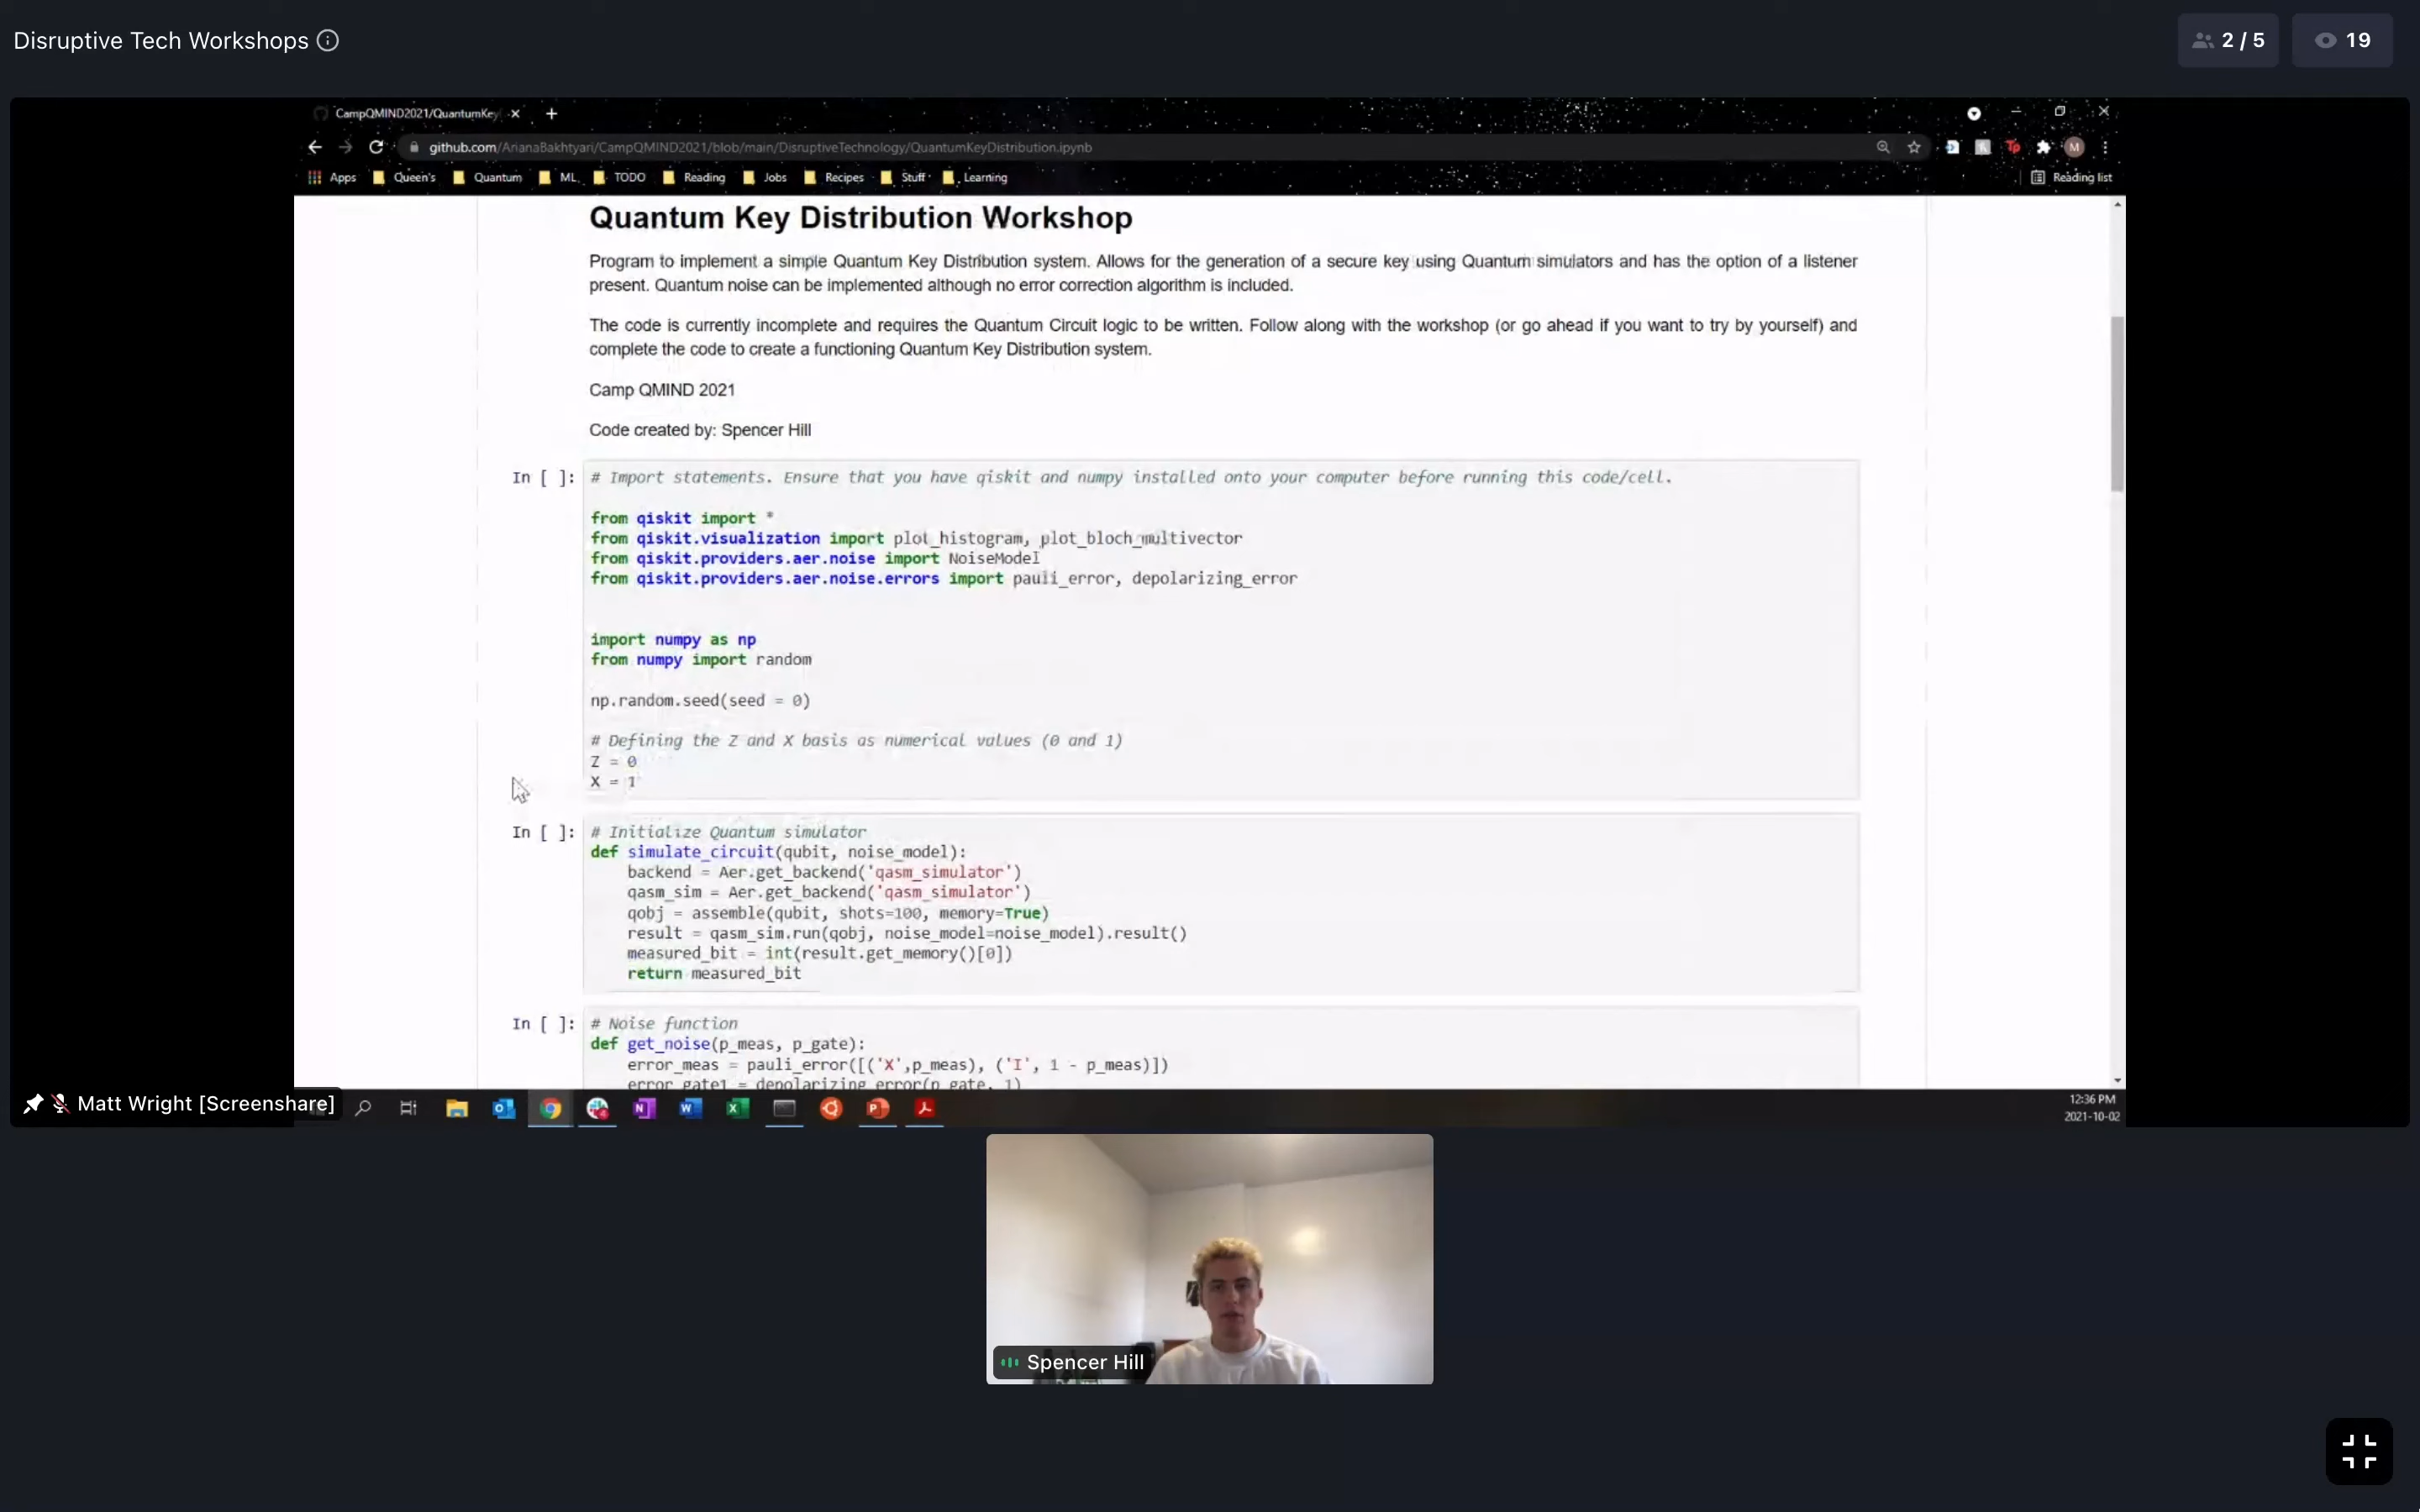 Disruptive Tech Workshops
2 / 5
19
CampQMIND2021/QuantumKey
github.com/ArianaBakhtyari/CampQMIND2021/blob/main/DisruptiveTechnology/QuantumKeyDistribution.ipynb
Apps Queen's Quantum ML TODO Reading Jobs Recipes Stuff Learning Reading list
Quantum Key Distribution Workshop
Program to implement a simple Quantum Key Distribution system. Allows for the generation of a secure key using Quantum simulators and has the option of a listener
present. Quantum noise can be implemented although no error correction algorithm is included.
The code is currently incomplete and requires the Quantum Circuit logic to be written. Follow along with the workshop (or go ahead if you want to try by yourself) and
complete the code to create a functioning Quantum Key Distribution system.
Camp QMIND 2021
Code created by: Spencer Hill
In [ ]: # Import statements. Ensure that you have qiskit and numpy installed onto your computer before running this code/cell.
from qiskit import *
from qiskit.visualization import plot_histogram, plot_bloch_multivector
from qiskit.providers.aer.noise import NoiseModel
from qiskit.providers.aer.noise.errors import pauli_error, depolarizing_error
import numpy as np
from numpy import random
np.random.seed(seed = 0)
# Defining the Z and X basis as numerical values (0 and 1)
Z = 0
X = 1
In [ ]: # Initialize Quantum simulator
def simulate_circuit(qubit, noise_model):
backend = Aer.get_backend('qasm_simulator')
qasm_sim = Aer.get_backend('qasm_simulator')
qobj = assemble(qubit, shots=100, memory=True)
result = qasm_sim.run(qobj, noise_model=noise_model).result()
measured_bit = int(result.get_memory()[0])
return measured_bit
In [ ]: # Noise function
def get_noise(p_meas, p_gate):
error_meas = pauli_error([('X',p_meas), ('I', 1 - p_meas)])
error_gate1 = depolarizing_error(p_gate, 1)
Matt Wright [Screenshare]
12:36 PM
2021-10-02
Spencer Hill